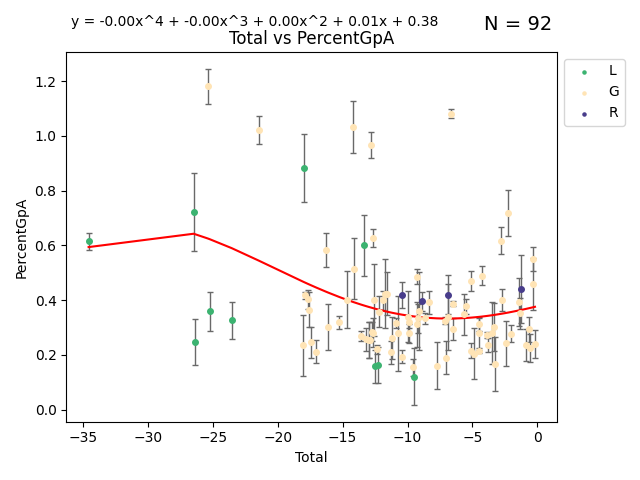 y = -0.00x^4 + -0.00x^3 + 0.00x^2 + 0.01x + 0.38
N = 92
Total vs PercentGpA
L
G
R
PercentGpA
1.2
1.0
0.8
0.6
0.4
0.2
0.0
−35 −30 −25 −20 −15 −10 −5 0
Total